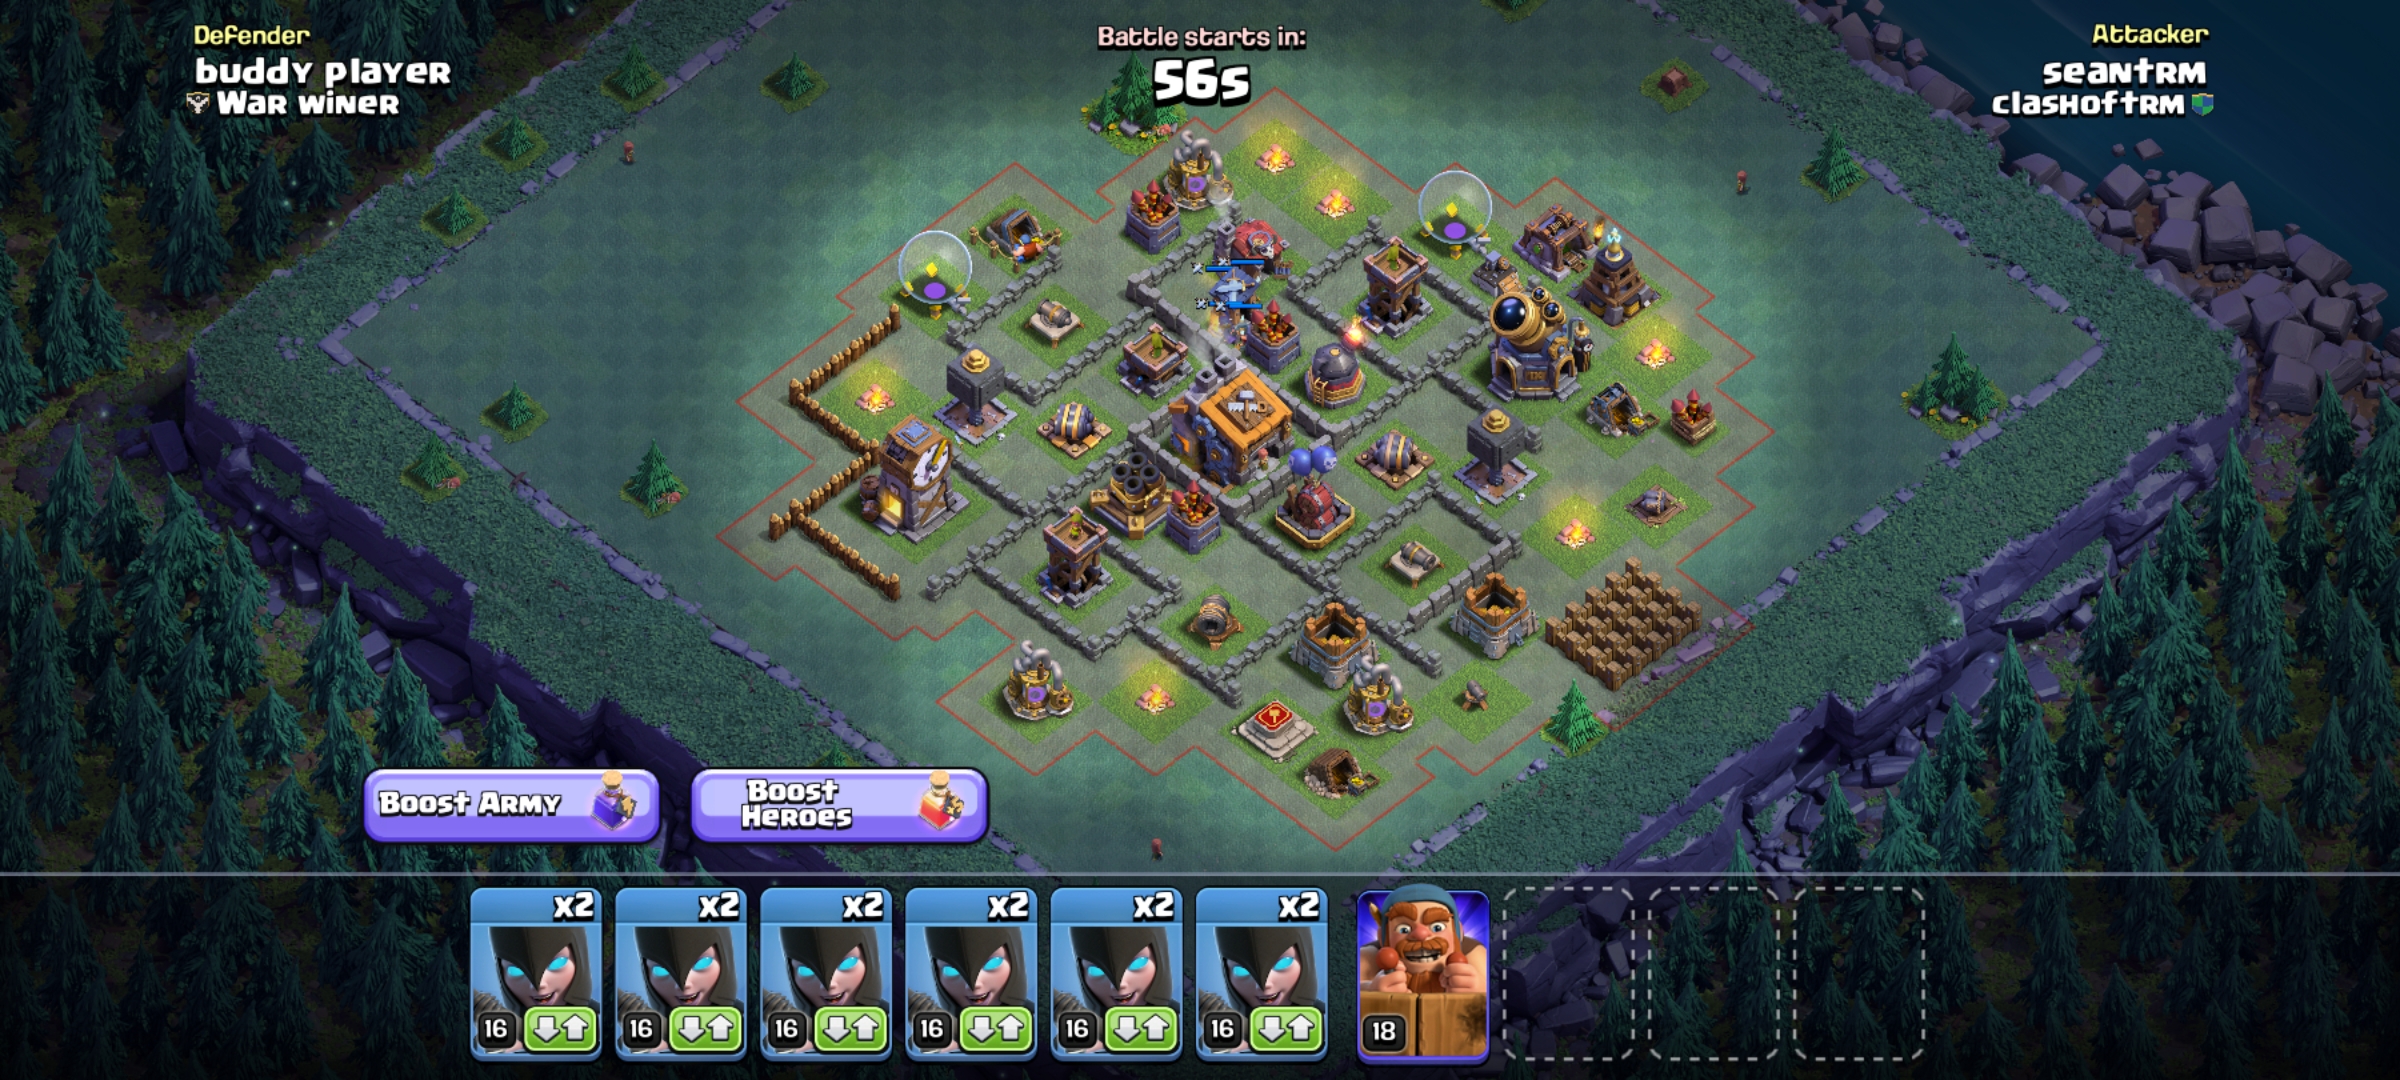 Defender
buddy player
War winer
Battle starts in:
56s
Attacker
seantRM
clashoftRM
Boost Army
Boost
Heroes
x2
x2
x2
x2
x2
x2
16
16
16
16
16
16
18